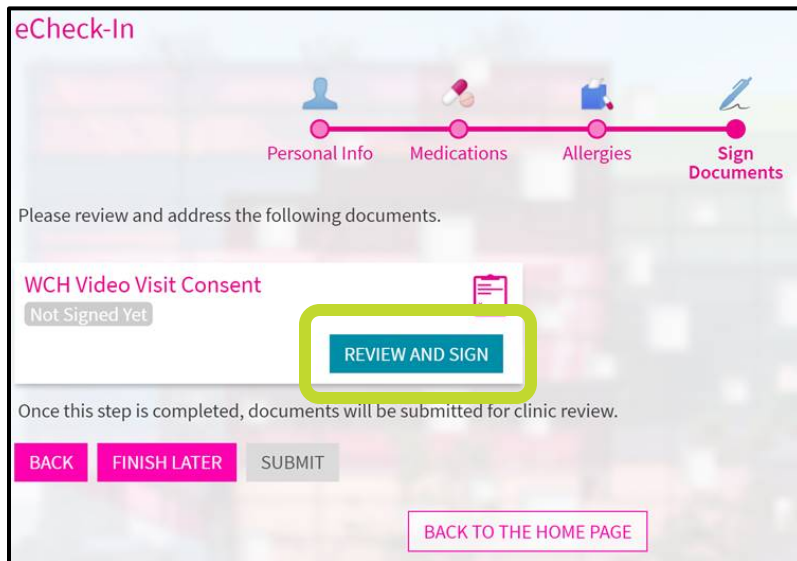 eCheck-In
Personal Info
Medications
Allergies
Sign
Documents
Please review and address the following documents.
WCH Video Visit Consent
Not Signed Yet
REVIEW AND SIGN
Once this step is completed, documents will be submitted for clinic review.
BACK
FINISH LATER
SUBMIT
BACK TO THE HOME PAGE